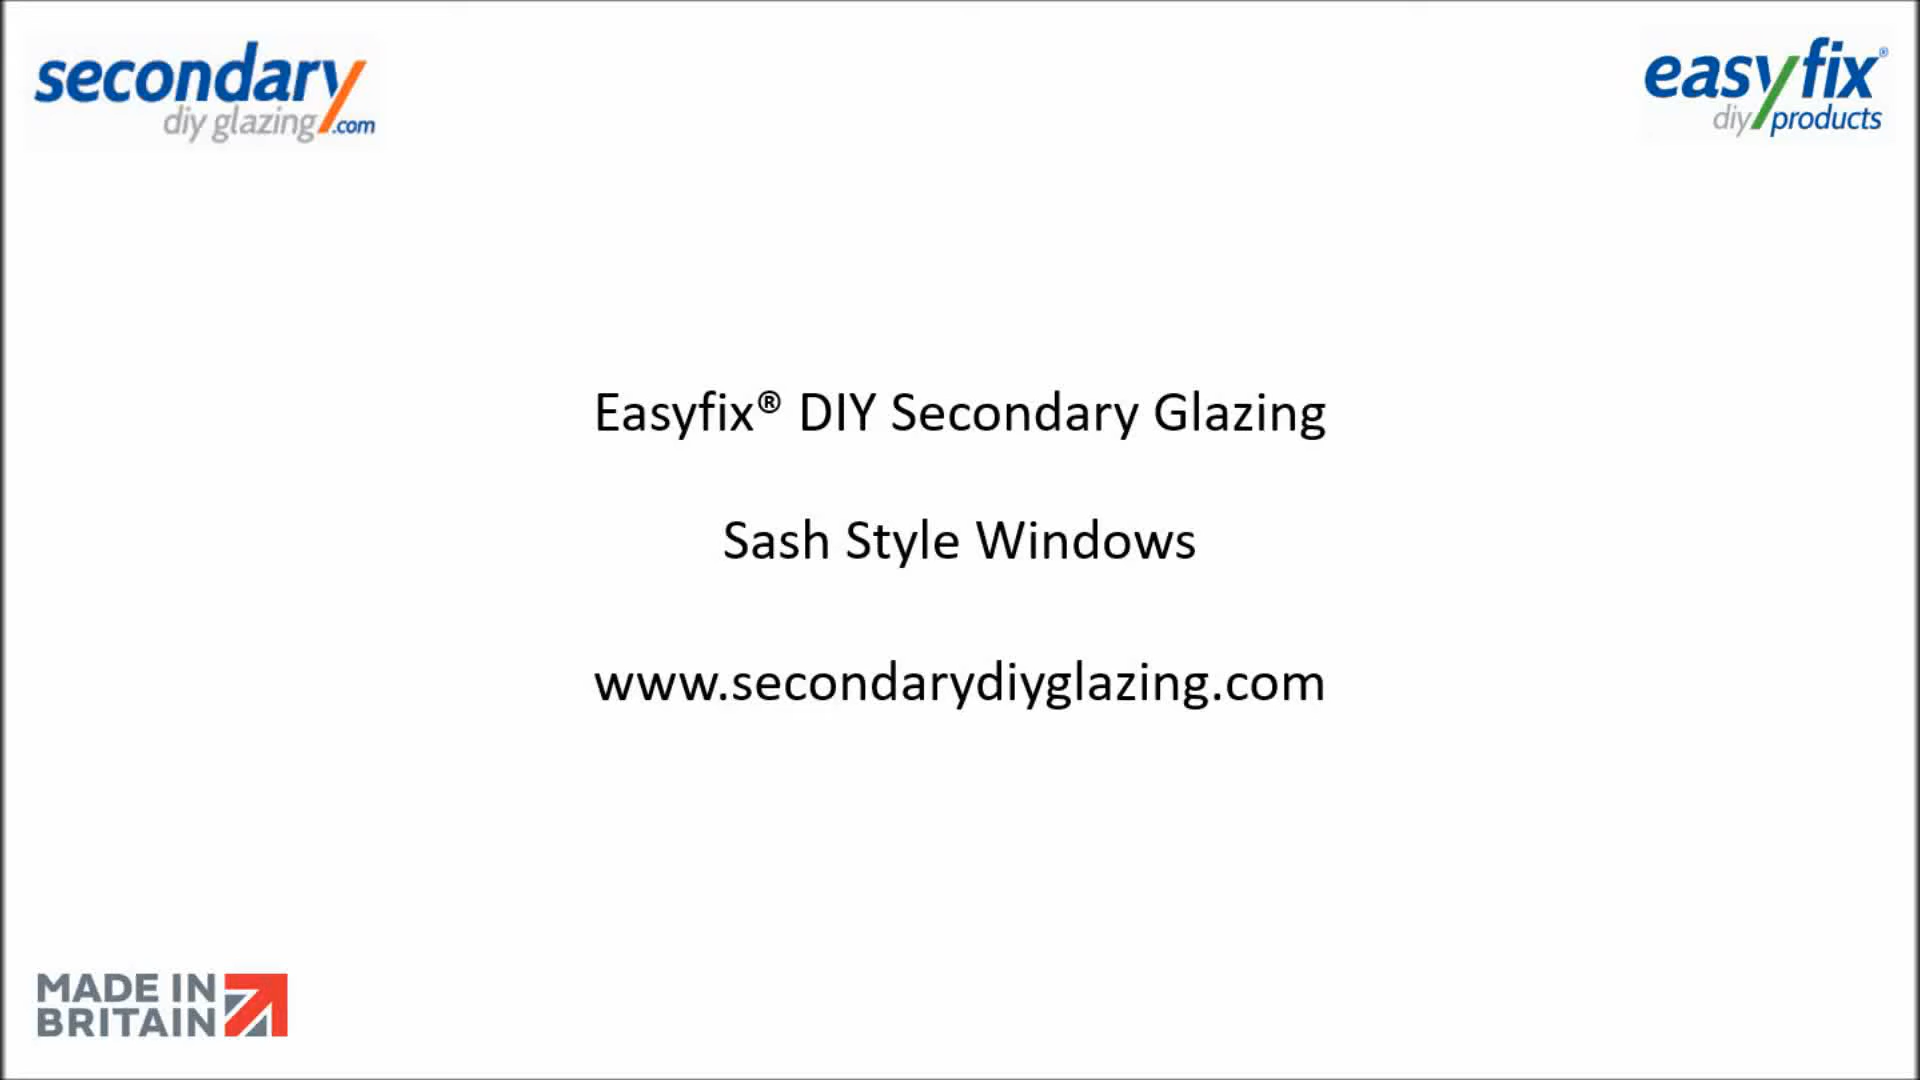 secondary
diy glazing.com
easyfix®
diy products
Easyfix® DIY Secondary Glazing
Sash Style Windows
www.secondarydiyglazing.com
MADE IN
BRITAIN